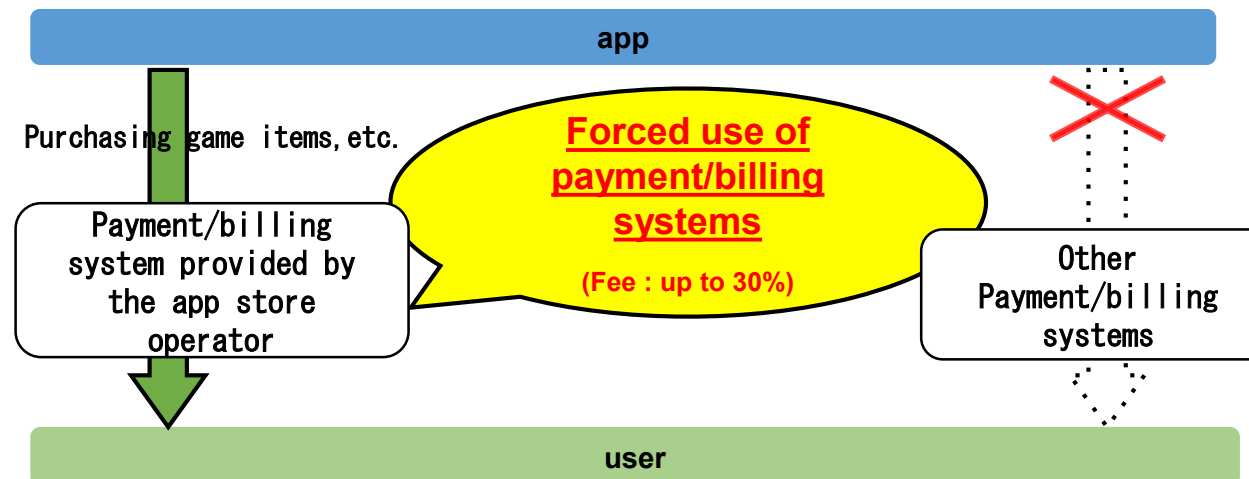 app
Purchasing game items, etc.
Forced use of
payment/billing
systems
(Fee : up to 30%)
Payment/billing
system provided by
the app store
operator
Other
Payment/billing
systems
user